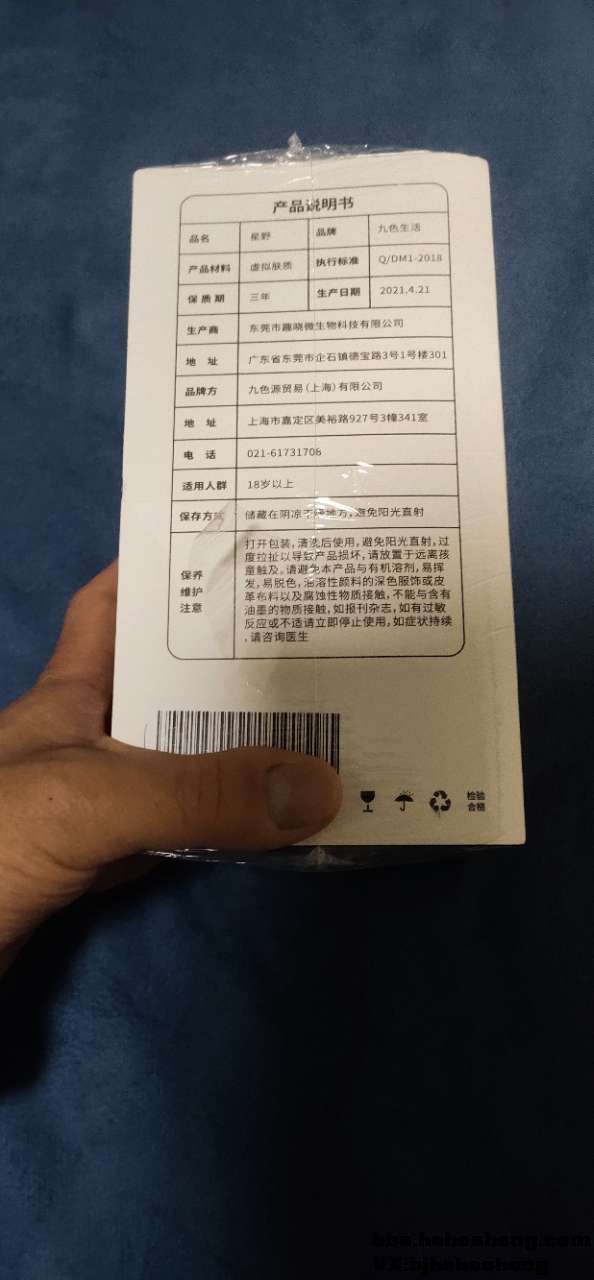 产品说明书
品名 星野 品牌 九色生活
产品材料 虚拟肤质 执行标准 Q/DM1-2018
保质期 三年 生产日期 2021.4.21
生产商 东莞市趣晓微生物科技有限公司
地 址 广东省东莞市企石镇德宝路3号1号楼301
品牌方 九色源贸易(上海)有限公司
地 址 上海市嘉定区美裕路927号3幢341室
电 话 021-61731706
适用人群 18岁以上
保存方式 储藏在阴凉干燥地方,避免阳光直射
保养
维护
注意
打开包装,清洗后使用,避免阳光直射,过
度拉扯以导致产品损坏,请放置于远离孩
童触及,请避免本产品与有机溶剂,易挥
发,易脱色,油溶性颜料的深色服饰或皮
革布料以及腐蚀性物质接触,不能与含有
油墨的物质接触,如报刊杂志,如有过敏
反应或不适请立即停止使用,如症状持续
,请咨询医生
检验
合格
bbs.hehesheng.com
VX:bjhehesheng